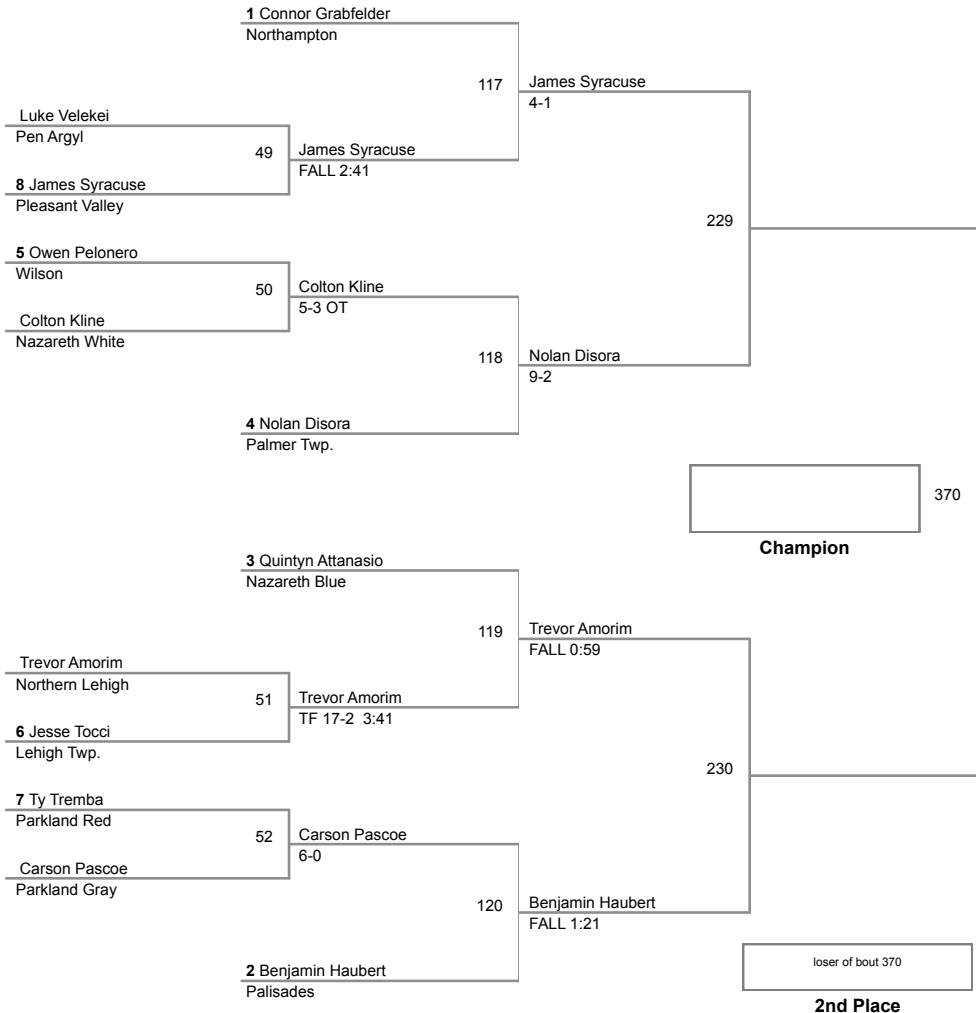 1 Connor Grabfelder
Northampton
117
James Syracuse
4-1
Luke Velekei
Pen Argyl
49
James Syracuse
FALL 2:41
8 James Syracuse
Pleasant Valley
229
5 Owen Pelonero
Wilson
50
Colton Kline
5-3 OT
Colton Kline
Nazareth White
118
Nolan Disora
9-2
4 Nolan Disora
Palmer Twp.
370
Champion
3 Quintyn Attanasio
Nazareth Blue
119
Trevor Amorim
FALL 0:59
Trevor Amorim
Northern Lehigh
51
Trevor Amorim
TF 17-2 3:41
6 Jesse Tocci
Lehigh Twp.
230
7 Ty Tremba
Parkland Red
52
Carson Pascoe
6-0
Carson Pascoe
Parkland Gray
120
Benjamin Haubert
FALL 1:21
2 Benjamin Haubert
Palisades
loser of bout 370
2nd Place